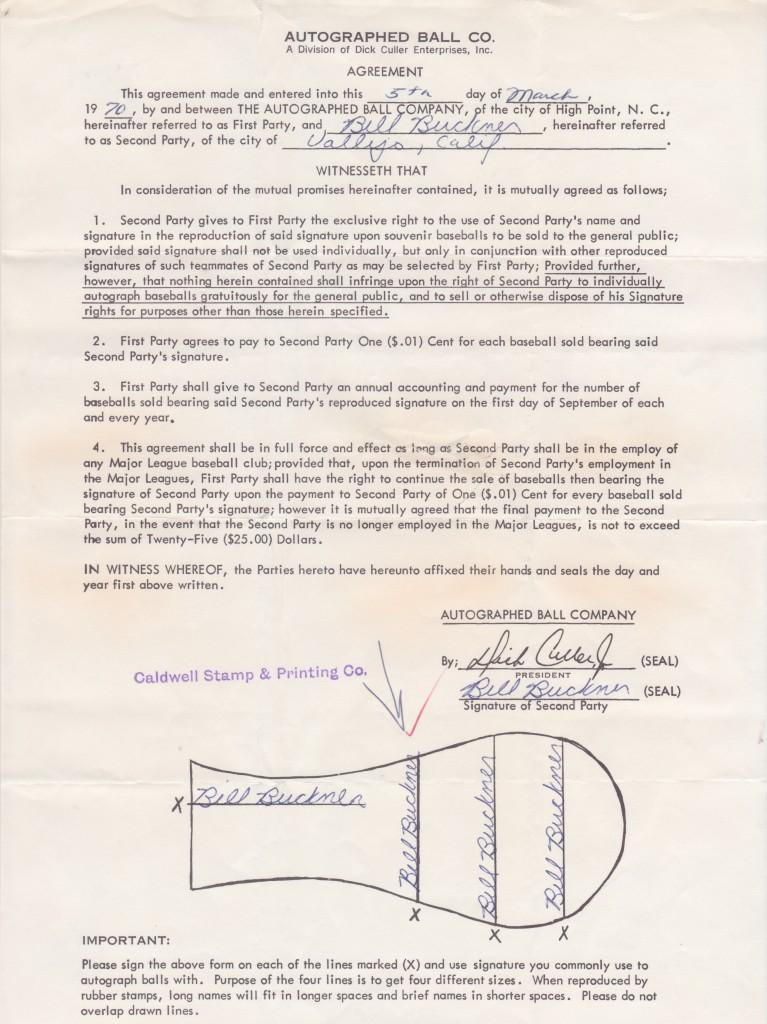 AUTOGRAPHED BALL CO.
A Division of Dick Culler Enterprises, Inc.
AGREEMENT
This agreement made and entered into this 5th day of March,
1970, by and between THE AUTOGRAPHED BALL COMPANY, of the city of High Point, N. C.,
hereinafter referred to as First Party, and Bill Buckner, hereinafter referred
to as Second Party, of the city of Vallejo, Calif.
WITNESSETH THAT
In consideration of the mutual promises hereinafter contained, it is mutually agreed as follows;
1. Second Party gives to First Party the exclusive right to the use of Second Party's name and
signature in the reproduction of said signature upon souvenir baseballs to be sold to the general public;
provided said signature shall not be used individually, but only in conjunction with other reproduced
signatures of such teammates of Second Party as may be selected by First Party; Provided further,
however, that nothing herein contained shall infringe upon the right of Second Party to individually
autograph baseballs gratuitously for the general public, and to sell or otherwise dispose of his Signature
rights for purposes other than those herein specified.
2. First Party agrees to pay to Second Party One ($.01) Cent for each baseball sold bearing said
Second Party's signature.
3. First Party shall give to Second Party an annual accounting and payment for the number of
baseballs sold bearing said Second Party's reproduced signature on the first day of September of each
and every year.
4. This agreement shall be in full force and effect as long as Second Party shall be in the employ of
any Major League baseball club; provided that, upon the termination of Second Party's employment in
the Major Leagues, First Party shall have the right to continue the sale of baseballs then bearing the
signature of Second Party upon the payment to Second Party of One ($.01) Cent for every baseball sold
bearing Second Party's signature; however it is mutually agreed that the final payment to the Second
Party, in the event that the Second Party is no longer employed in the Major Leagues, is not to exceed
the sum of Twenty-Five ($25.00) Dollars.
IN WITNESS WHEREOF, the Parties hereto have hereunto affixed their hands and seals the day and
year first above written.
AUTOGRAPHED BALL COMPANY
By; Dick Culler Jr (SEAL)
PRESIDENT
Caldwell Stamp & Printing Co.
Bill Buckner (SEAL)
Signature of Second Party
X Bill Buckner
Bill Buckner X
Bill Buckner X
Bill Buckner X
IMPORTANT:
Please sign the above form on each of the lines marked (X) and use signature you commonly use to
autograph balls with. Purpose of the four lines is to get four different sizes. When reproduced by
rubber stamps, long names will fit in longer spaces and brief names in shorter spaces. Please do not
overlap drawn lines.